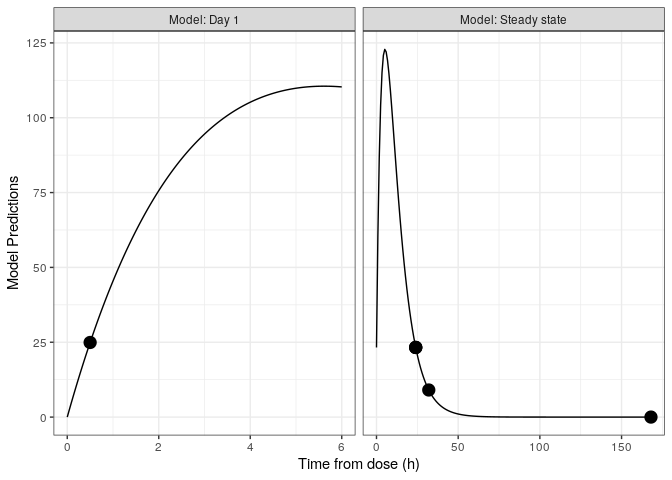 Model: Day 1
Model: Steady state
125
100
75
50
25
0
Model Predictions
0 2 4 6
0 50 100 150
Time from dose (h)